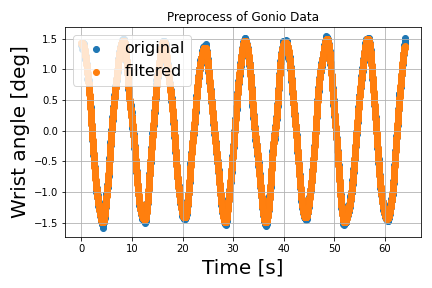 Preprocess of Gonio Data
original
filtered
Wrist angle [deg]
1.5
1.0
0.5
0.0
−0.5
−1.0
−1.5
0 10 20 30 40 50 60
Time [s]